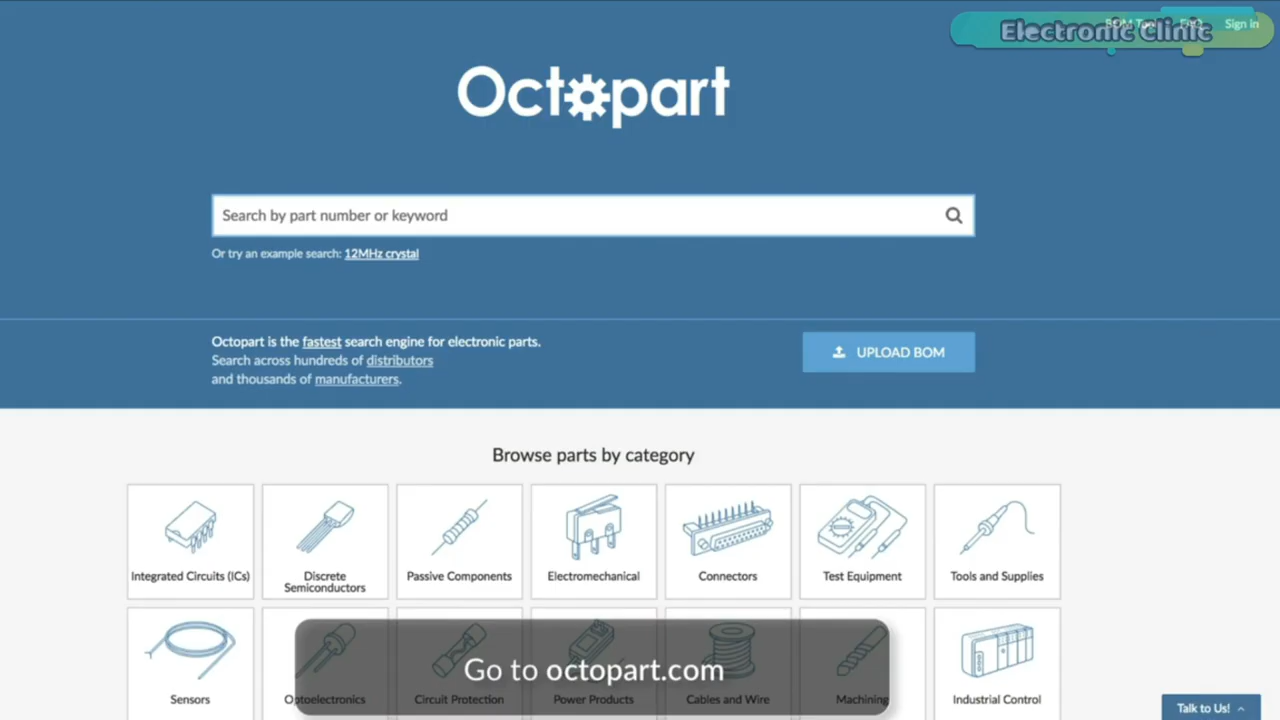 BOM Tool FAQ Sign in
Electronic Clinic
Octopart
Search by part number or keyword
Or try an example search: 12MHz crystal
Octopart is the fastest search engine for electronic parts.
Search across hundreds of distributors
and thousands of manufacturers.
UPLOAD BOM
Browse parts by category
Integrated Circuits (ICs)
Discrete
Semiconductors
Passive Components
Electromechanical
Connectors
Test Equipment
Tools and Supplies
Sensors
Optoelectronics
Circuit Protection
Power Products
Cables and Wire
Machining
Industrial Control
Go to octopart.com
Talk to Us!